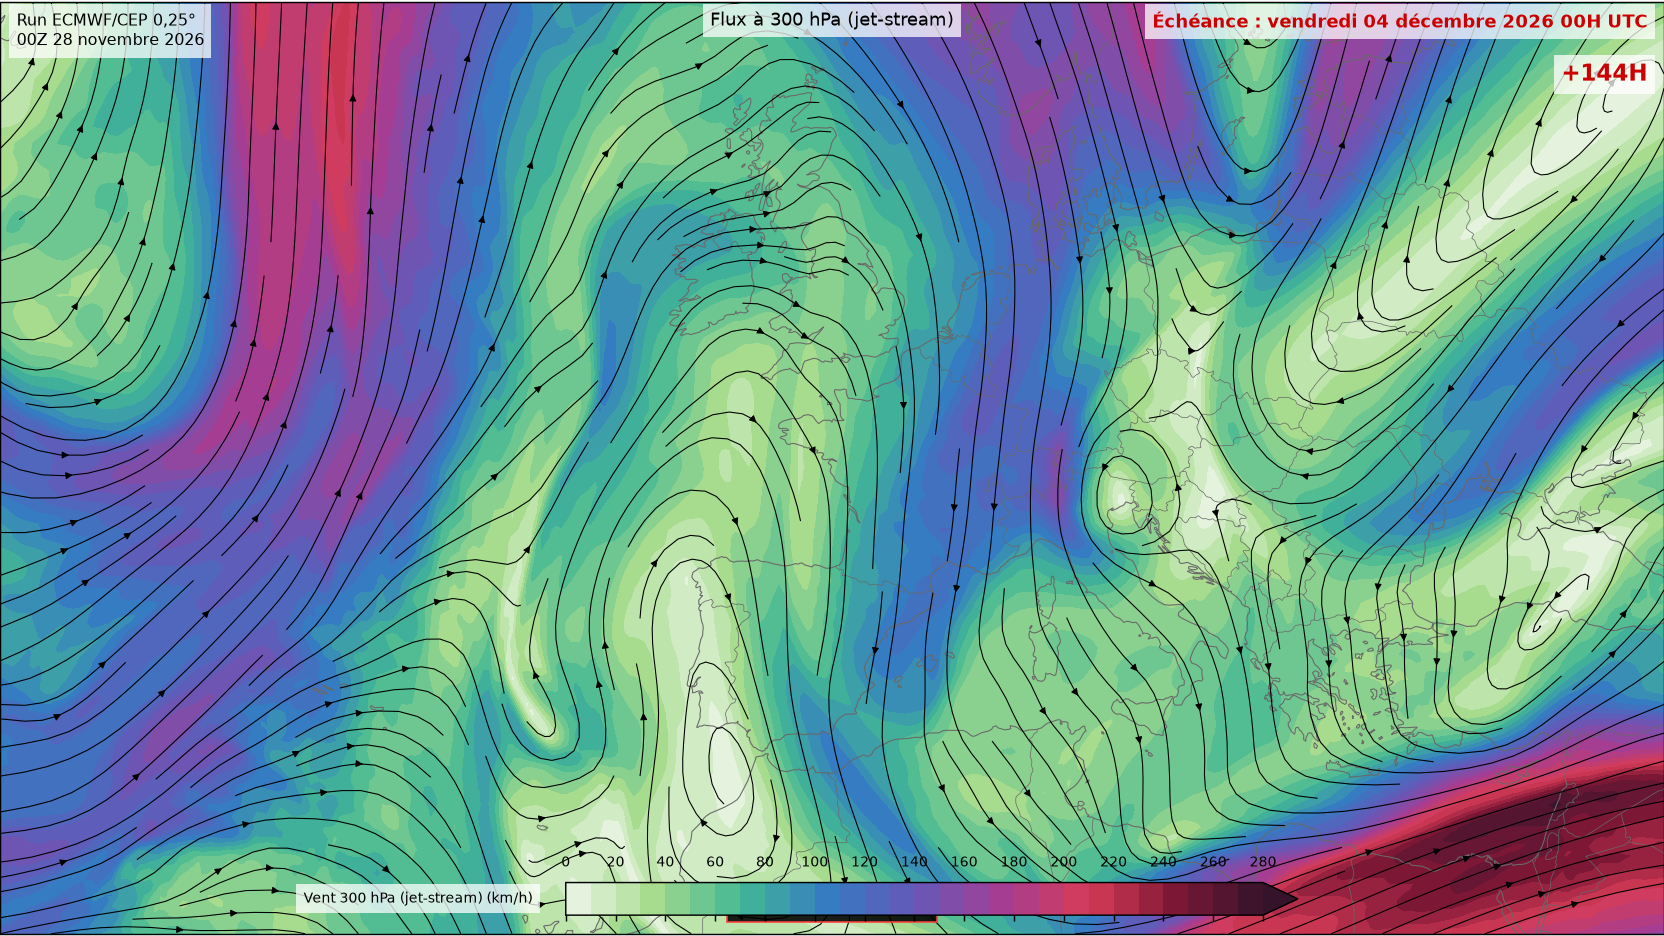 Run ECMWF/CEP 0,25°
00Z 28 novembre 2026
Flux à 300 hPa (jet-stream)
Échéance : vendredi 04 décembre 2026 00H UTC
+144H
0 20 40 60 80 100 120 140 160 180 200 220 240 260 280
Vent 300 hPa (jet-stream) (km/h)